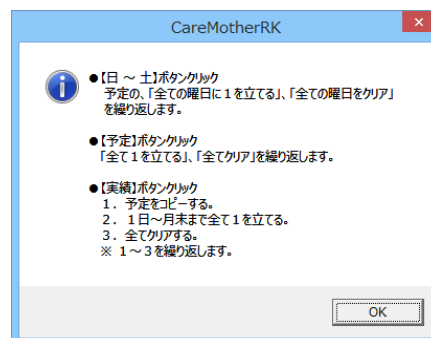 CareMotherRK
●【日 ～ 土】ボタンクリック
予定の、「全ての曜日に１を立てる」、「全ての曜日をクリア」
を繰り返します。
●【予定】ボタンクリック
「全て１を立てる」、「全てクリア」を繰り返します。
●【実績】ボタンクリック
１．予定をコピーする。
２．１日～月末まで全て１を立てる。
３．全てクリアする。
※ １～３を繰り返します。
OK